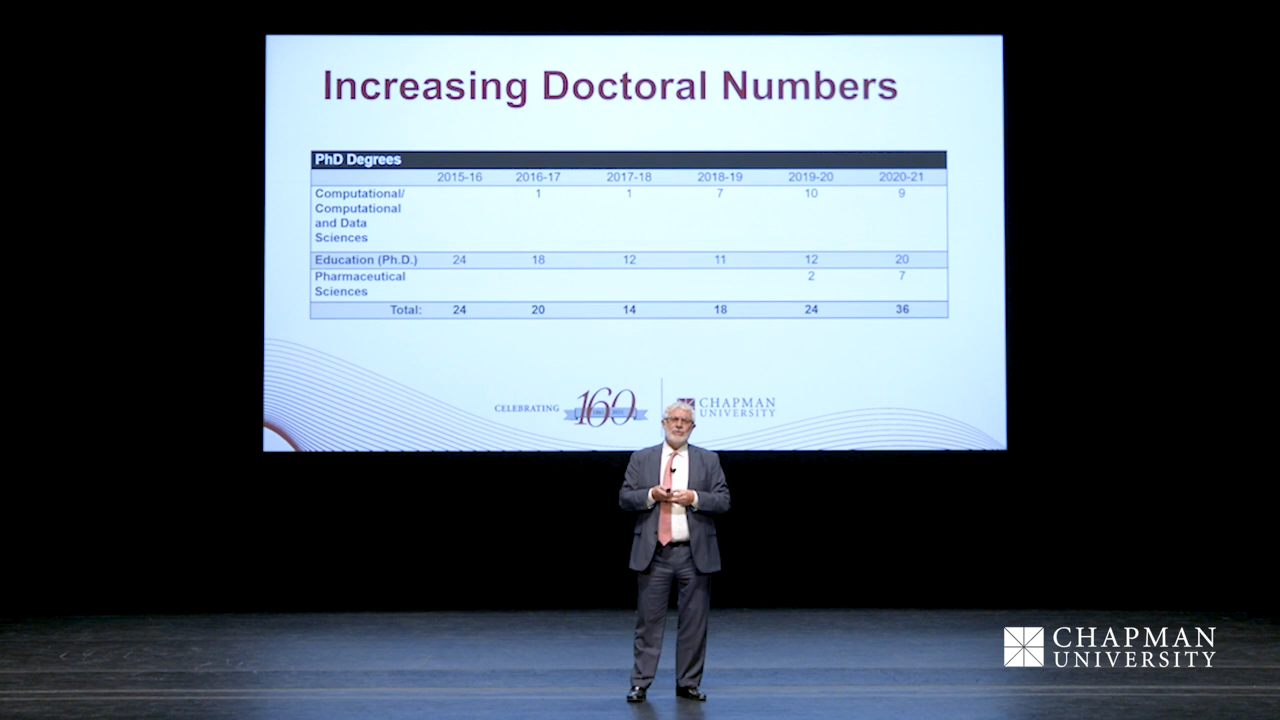 Increasing Doctoral Numbers
PhD Degrees
2015-16 2016-17 2017-18 2018-19 2019-20 2020-21
Computational/ 1 1 7 10 9
Computational
and Data
Sciences
Education (Ph.D.) 24 18 12 11 12 20
Pharmaceutical 2 7
Sciences
Total: 24 20 14 18 24 36
CELEBRATING 160 CHAPMAN
UNIVERSITY
CHAPMAN
UNIVERSITY